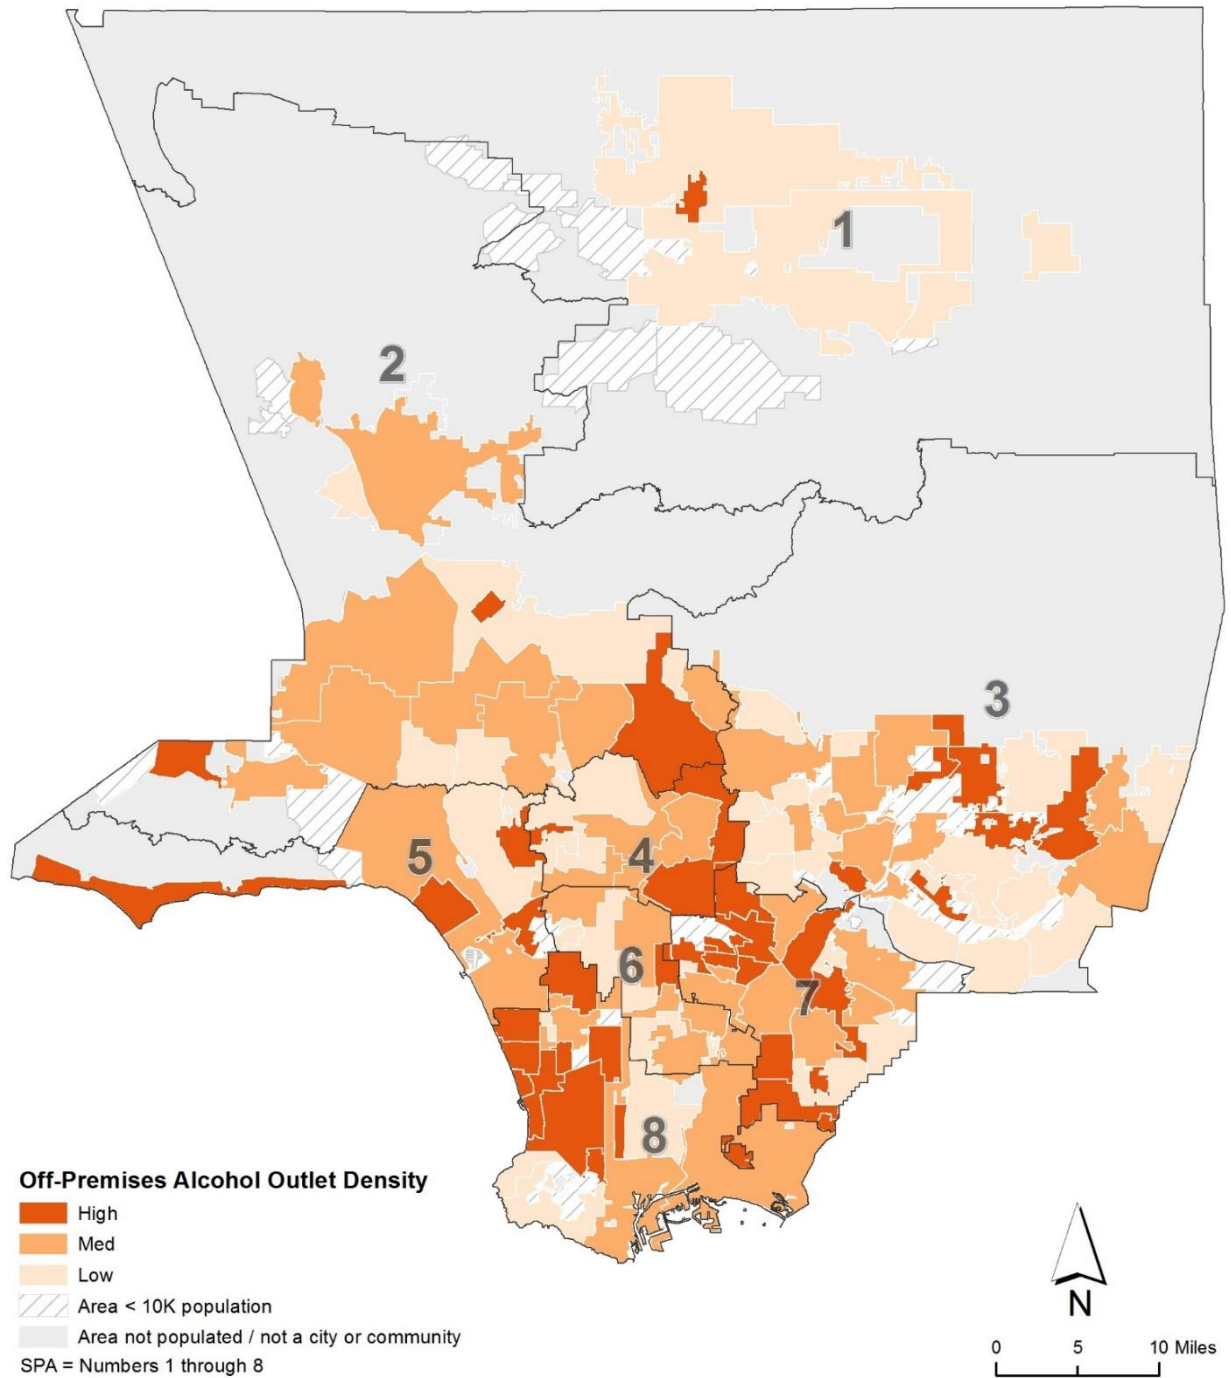 1
2
3
4
5
6
7
8
Off-Premises Alcohol Outlet Density
High
Med
Low
Area < 10K population
Area not populated / not a city or community
SPA = Numbers 1 through 8
N
0 5 10 Miles